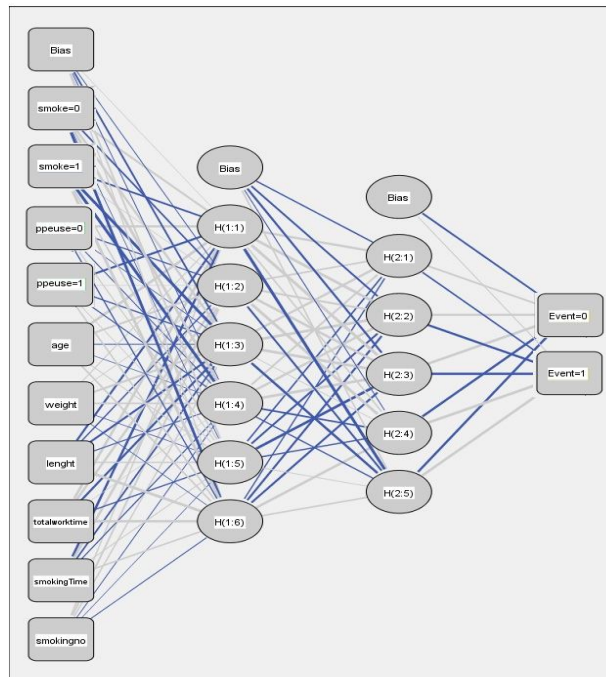 Bias
smoke=0
smoke=1
ppeuse=0
ppeuse=1
age
weight
lenght
totalworktime
smokingTime
smokingno
Bias
H(1:1)
H(1:2)
H(1:3)
H(1:4)
H(1:5)
H(1:6)
Bias
H(2:1)
H(2:2)
H(2:3)
H(2:4)
H(2:5)
Event=0
Event=1